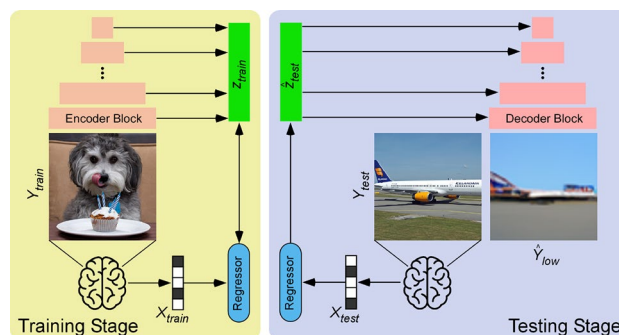 Encoder Block
Y_train
z_train
X_train
Regressor
Training Stage
ẑ_test
Decoder Block
Y_test
Ŷ_low
Regressor
X_test
Testing Stage